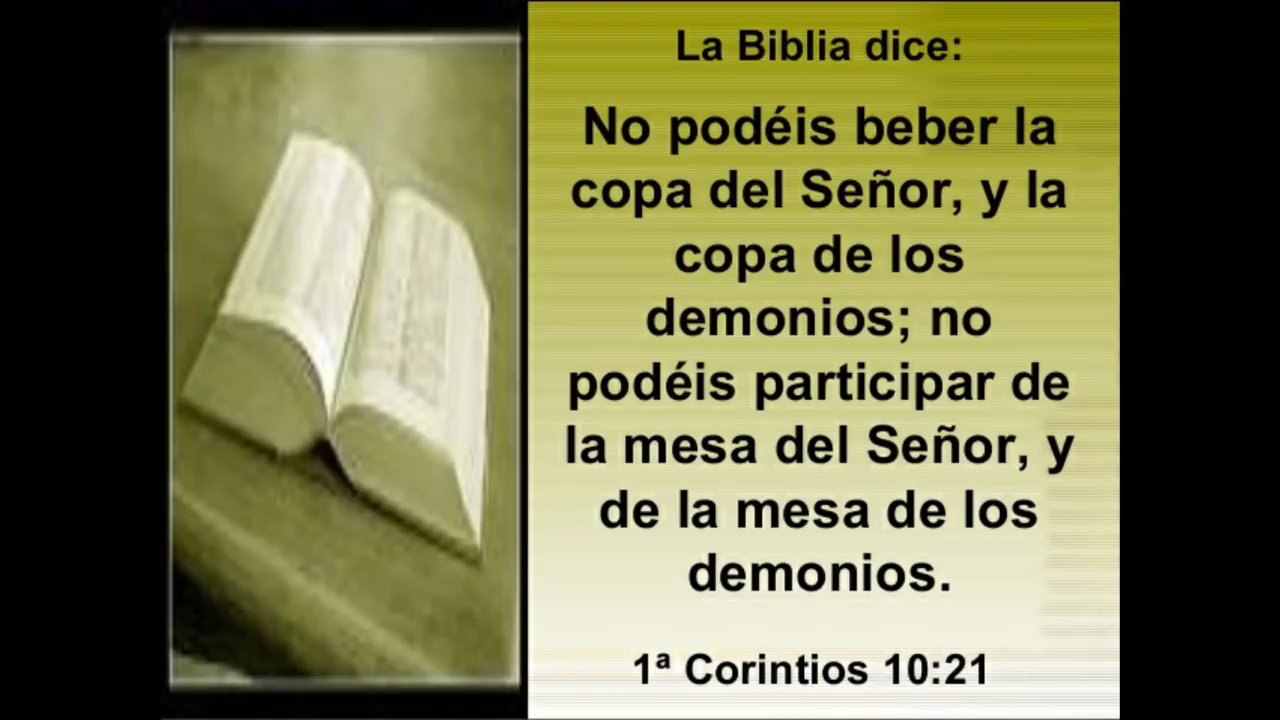 La Biblia dice:
No podéis beber la
copa del Señor, y la
copa de los
demonios; no
podéis participar de
la mesa del Señor, y
de la mesa de los
demonios.
1ª Corintios 10:21